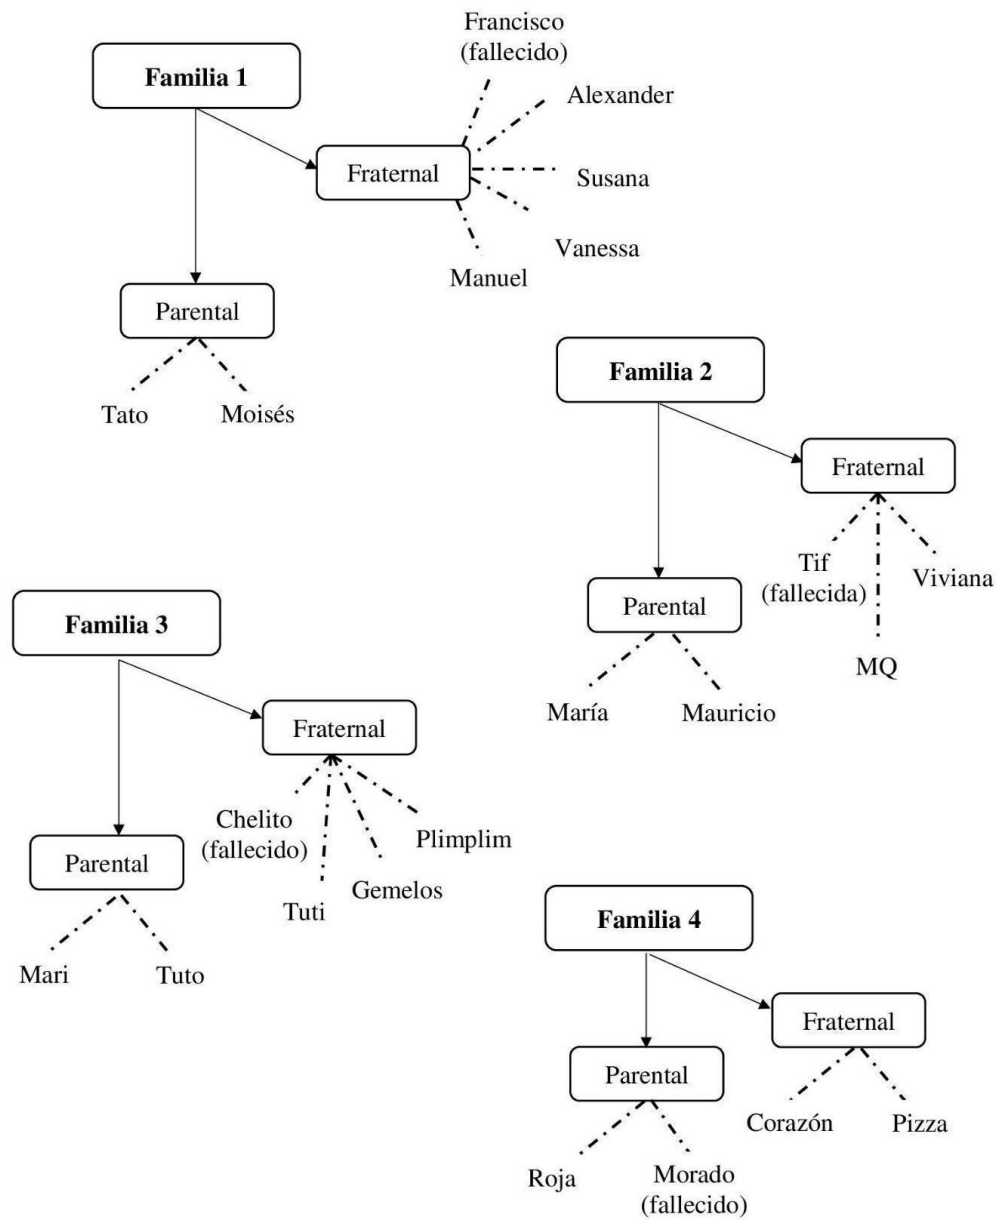 Familia 1
Francisco
(fallecido)
Alexander
Fraternal
Susana
Vanessa
Manuel
Parental
Tato
Moisés
Familia 2
Fraternal
Tif
(fallecida)
Viviana
MQ
Parental
María
Mauricio
Familia 3
Fraternal
Chelito
(fallecido)
Plimplim
Gemelos
Tuti
Parental
Mari
Tuto
Familia 4
Fraternal
Corazón
Pizza
Parental
Roja
Morado
(fallecido)